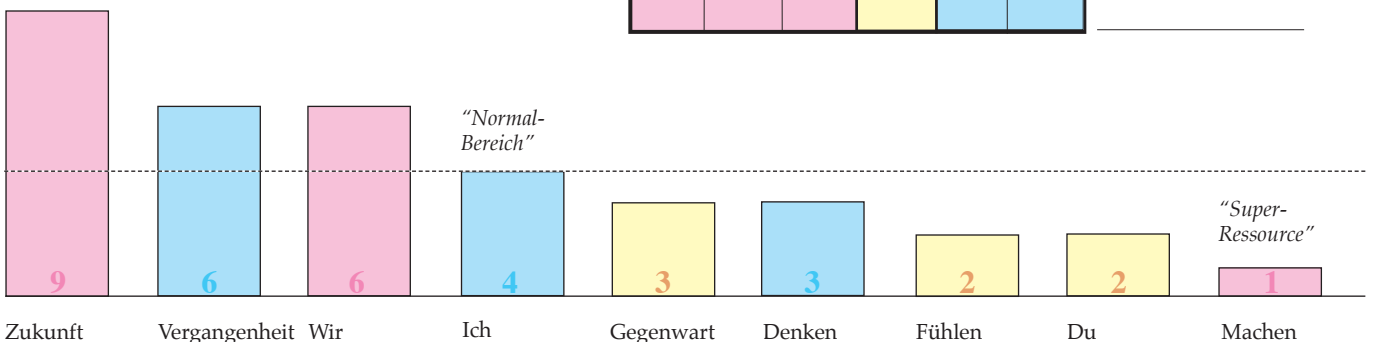 “Normal-
Bereich”
“Super-
Ressource”
9 6 6 4 3 3 2 2 1
Zukunft Vergangenheit Wir Ich Gegenwart Denken Fühlen Du Machen